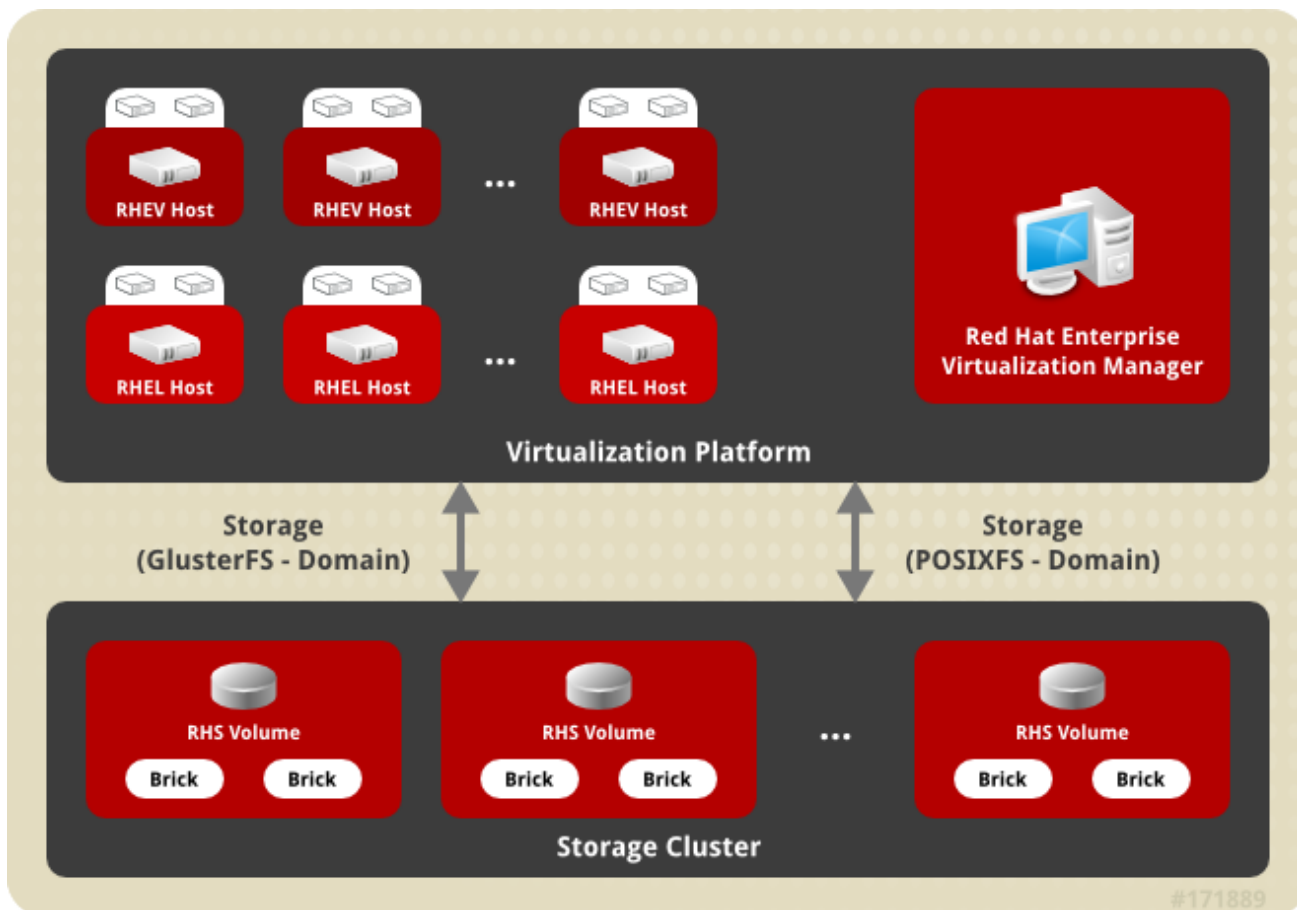 RHEV Host
RHEV Host
...
RHEV Host
RHEL Host
RHEL Host
...
RHEL Host
Red Hat Enterprise
Virtualization Manager
Virtualization Platform
Storage
(GlusterFS - Domain)
Storage
(POSIXFS - Domain)
RHS Volume
Brick
Brick
RHS Volume
Brick
Brick
...
RHS Volume
Brick
Brick
Storage Cluster
#171889